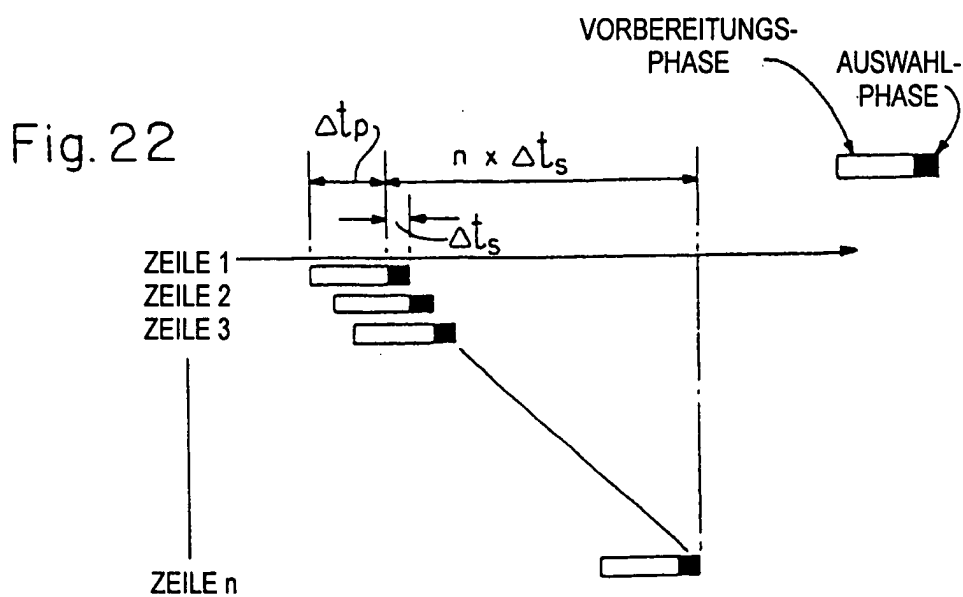 VORBEREITUNGS-
PHASE
AUSWAHL-
PHASE
Fig. 22
Δtp
n x Δts
Δts
ZEILE 1
ZEILE 2
ZEILE 3
ZEILE n